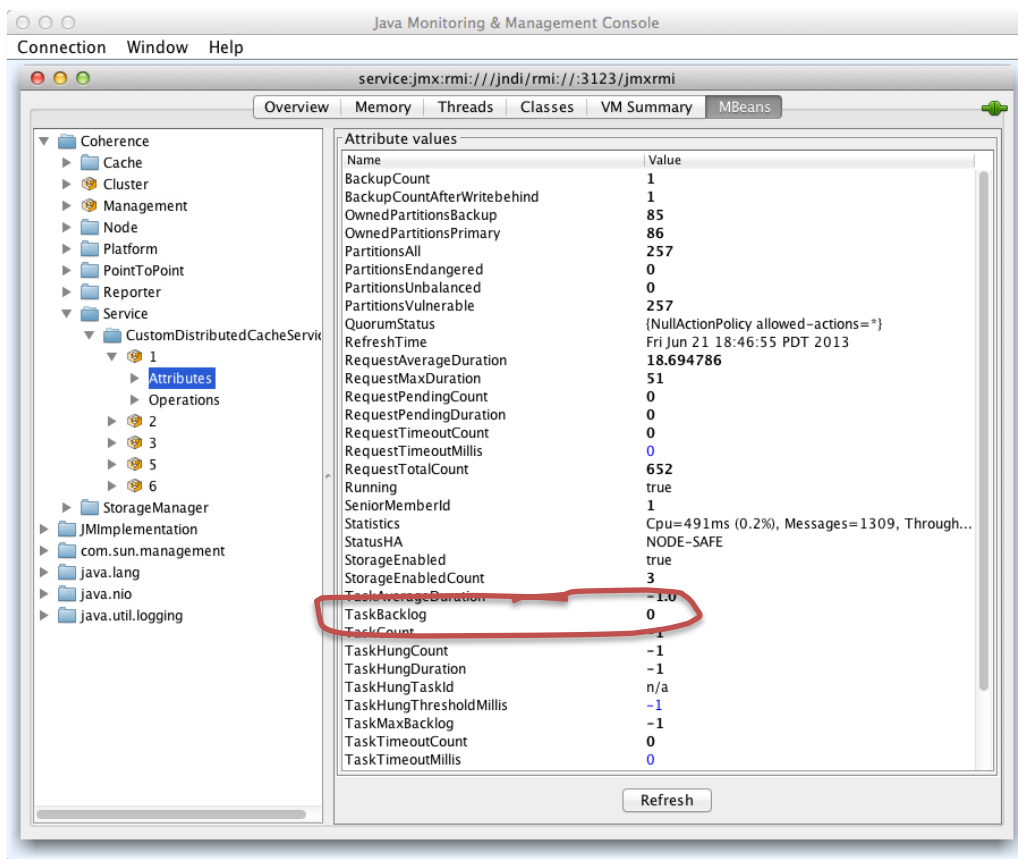 Java Monitoring & Management Console
Connection Window Help
service:jmx:rmi:///jndi/rmi://:3123/jmxrmi
Overview Memory Threads Classes VM Summary MBeans
Coherence
Cache
Cluster
Management
Node
Platform
PointToPoint
Reporter
Service
CustomDistributedCacheServic
1
Attributes
Operations
2
3
5
6
StorageManager
JMImplementation
com.sun.management
java.lang
java.nio
java.util.logging
Attribute values
Name Value
BackupCount 1
BackupCountAfterWritebehind 1
OwnedPartitionsBackup 85
OwnedPartitionsPrimary 86
PartitionsAll 257
PartitionsEndangered 0
PartitionsUnbalanced 0
PartitionsVulnerable 257
QuorumStatus {NullActionPolicy allowed-actions=*}
RefreshTime Fri Jun 21 18:46:55 PDT 2013
RequestAverageDuration 18.694786
RequestMaxDuration 51
RequestPendingCount 0
RequestPendingDuration 0
RequestTimeoutCount 0
RequestTimeoutMillis 0
RequestTotalCount 652
Running true
SeniorMemberId 1
Statistics Cpu=491ms (0.2%), Messages=1309, Through...
StatusHA NODE-SAFE
StorageEnabled true
StorageEnabledCount 3
TaskAverageDuration -1.0
TaskBacklog 0
TaskCount -1
TaskHungCount -1
TaskHungDuration -1
TaskHungTaskId n/a
TaskHungThresholdMillis -1
TaskMaxBacklog -1
TaskTimeoutCount 0
TaskTimeoutMillis 0
Refresh